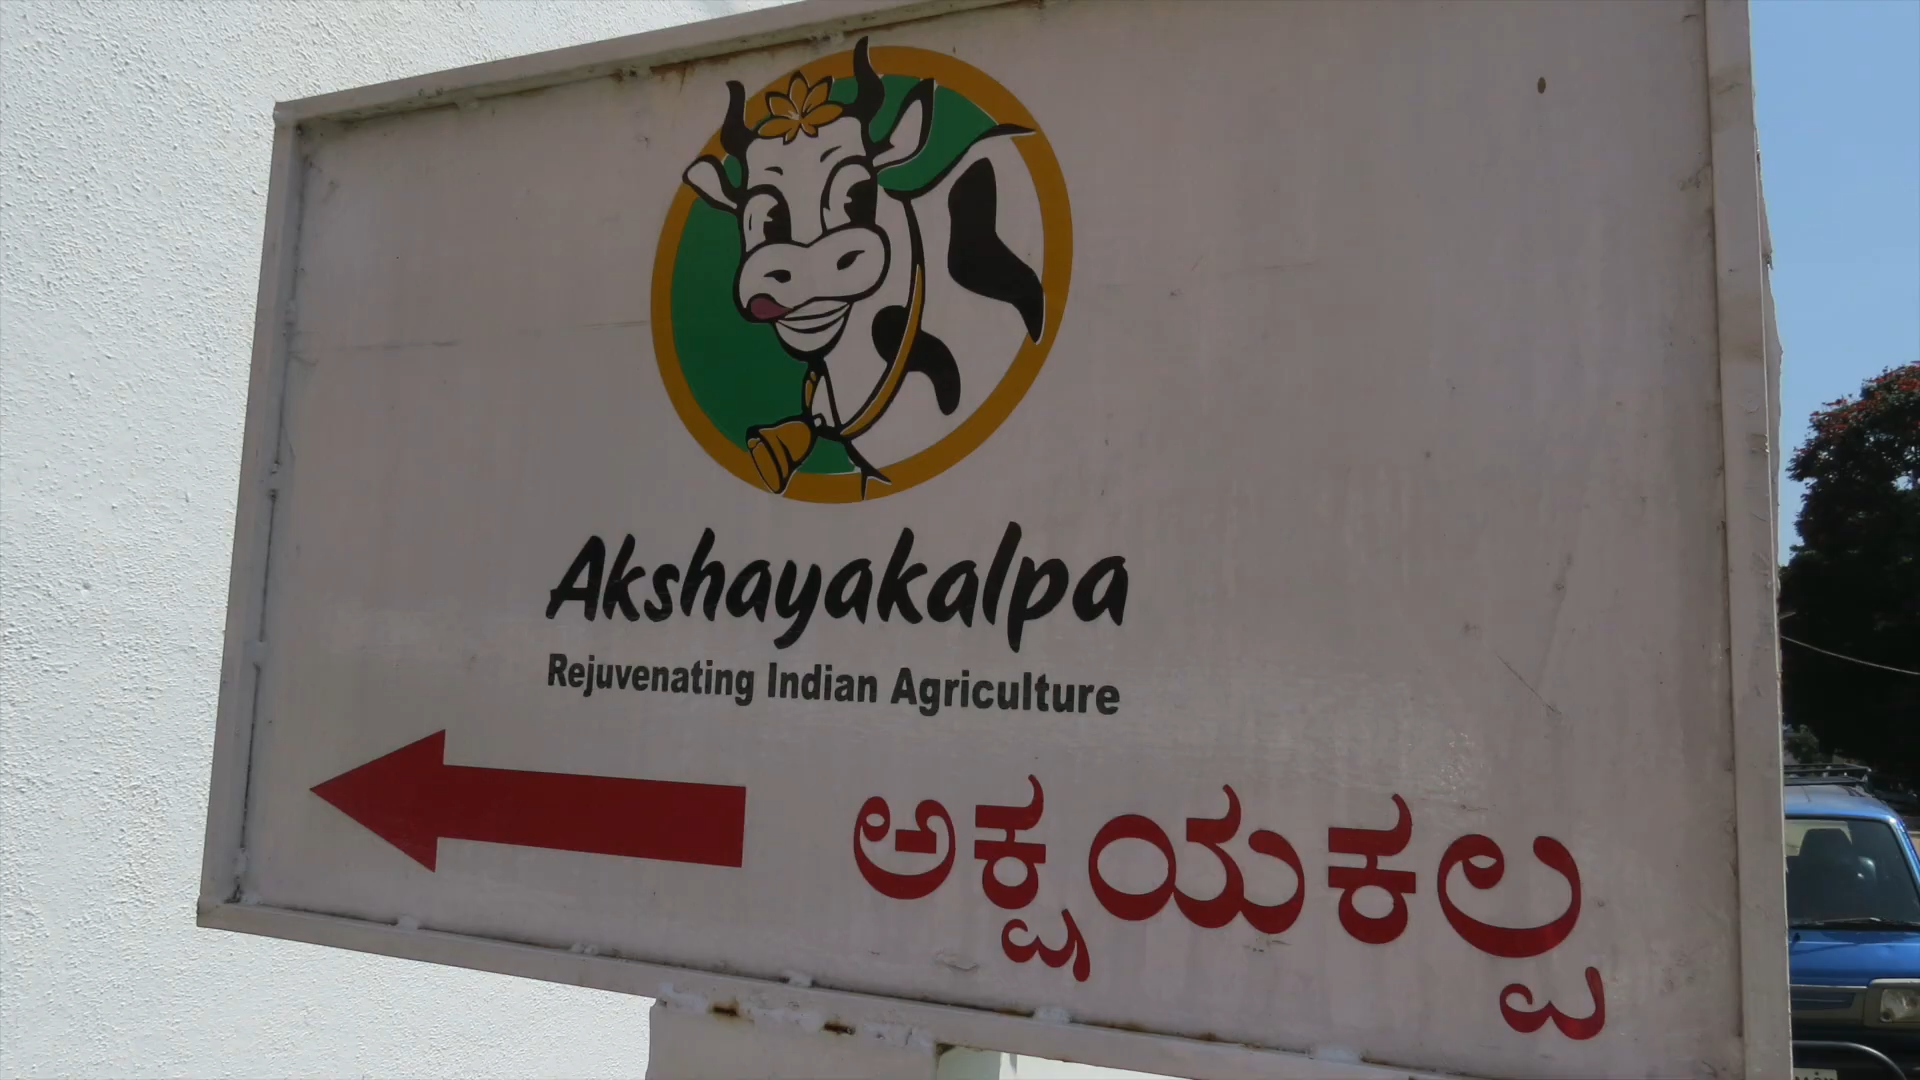 Akshayakalpa
Rejuvenating Indian Agriculture
ಅಕ್ಷಯಕಲ್ಪ